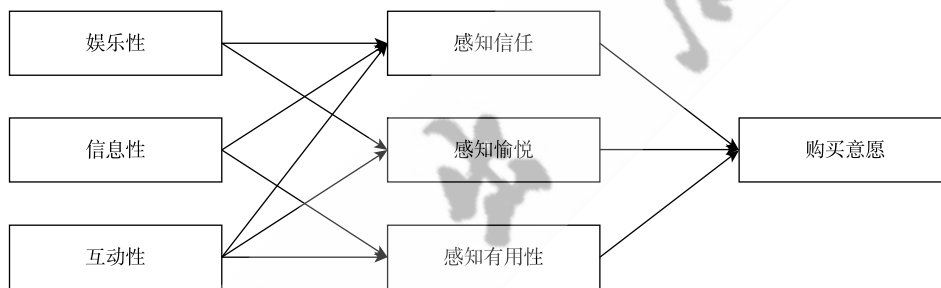 娱乐性
感知信任
信息性
感知愉悦
购买意愿
互动性
感知有用性